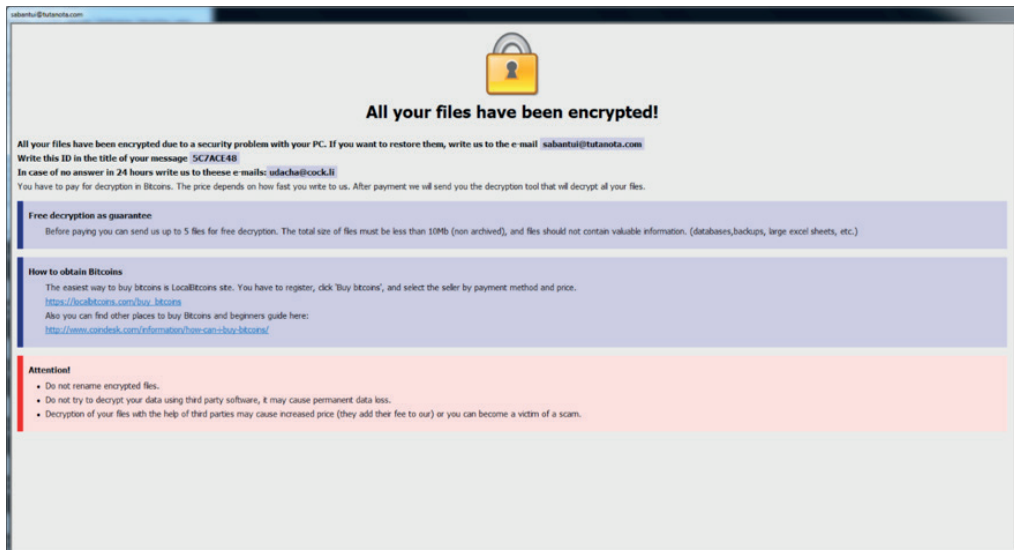 sabantui@tutanota.com
All your files have been encrypted!
All your files have been encrypted due to a security problem with your PC. If you want to restore them, write us to the e-mail sabantui@tutanota.com
Write this ID in the title of your message 5C7ACE48
In case of no answer in 24 hours write us to theese e-mails: udacha@cock.li
You have to pay for decryption in Bitcoins. The price depends on how fast you write to us. After payment we will send you the decryption tool that will decrypt all your files.
Free decryption as guarantee
Before paying you can send us up to 5 files for free decryption. The total size of files must be less than 10Mb (non archived), and files should not contain valuable information. (databases,backups, large excel sheets, etc.)
How to obtain Bitcoins
The easiest way to buy bitcoins is LocalBitcoins site. You have to register, click 'Buy bitcoins', and select the seller by payment method and price.
https://localbitcoins.com/buy_bitcoins
Also you can find other places to buy Bitcoins and beginners guide here:
http://www.coindesk.com/information/how-can-i-buy-bitcoins/
Attention!
• Do not rename encrypted files.
• Do not try to decrypt your data using third party software, it may cause permanent data loss.
• Decryption of your files with the help of third parties may cause increased price (they add their fee to our) or you can become a victim of a scam.